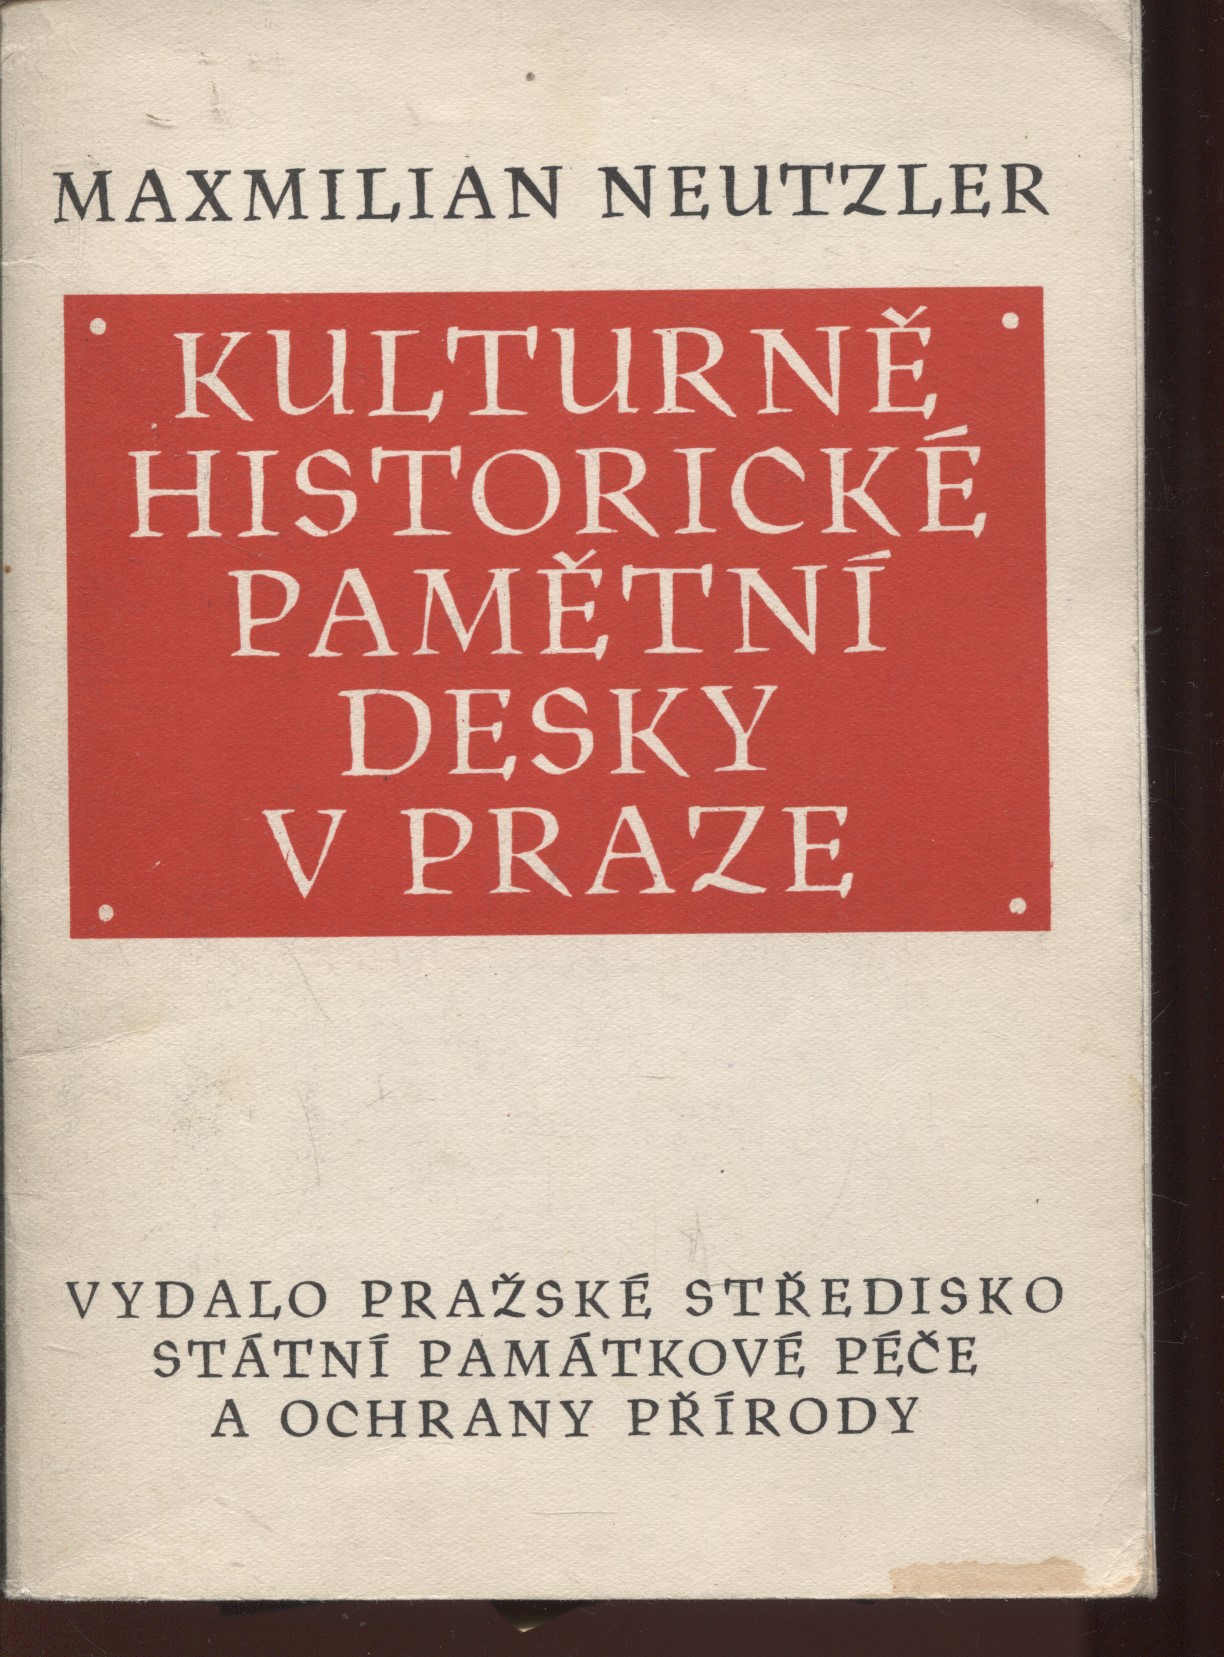 MAXMILIAN NEUTZLER
KULTURNĚ
HISTORICKÉ
PAMĚTNÍ
DESKY
V PRAZE
VYDALO PRAŽSKÉ STŘEDISKO
STÁTNÍ PAMÁTKOVÉ PÉČE
A OCHRANY PŘÍRODY